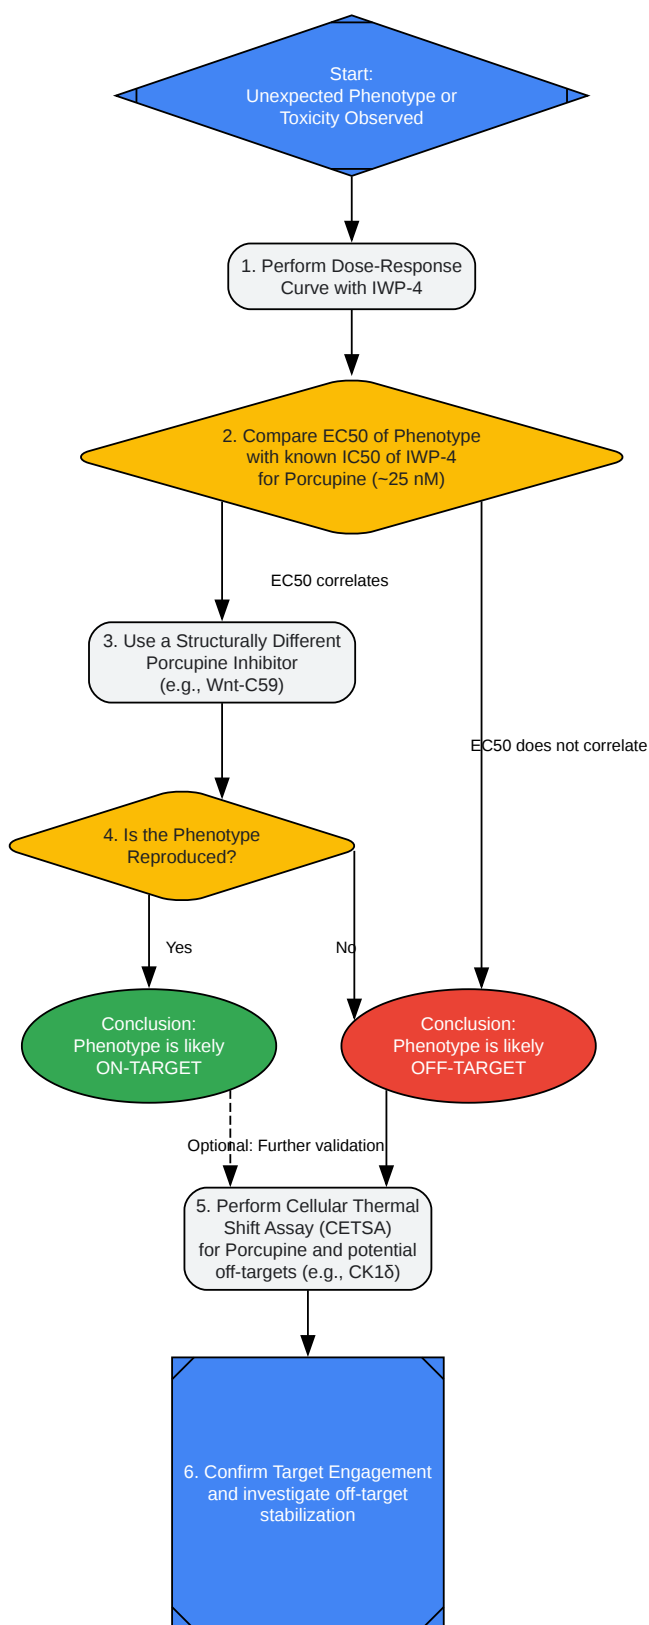 Start:
Unexpected Phenotype or
Toxicity Observed
1. Perform Dose-Response
Curve with IWP-4
2. Compare EC50 of Phenotype
with known IC50 of IWP-4
for Porcupine (~25 nM)
EC50 correlates
3. Use a Structurally Different
Porcupine Inhibitor
(e.g., Wnt-C59)
EC50 does not correlate
4. Is the Phenotype
Reproduced?
Yes
No
Conclusion:
Phenotype is likely
ON-TARGET
Conclusion:
Phenotype is likely
OFF-TARGET
Optional: Further validation
5. Perform Cellular Thermal
Shift Assay (CETSA)
for Porcupine and potential
off-targets (e.g., CK1δ)
6. Confirm Target Engagement
and investigate off-target
stabilization